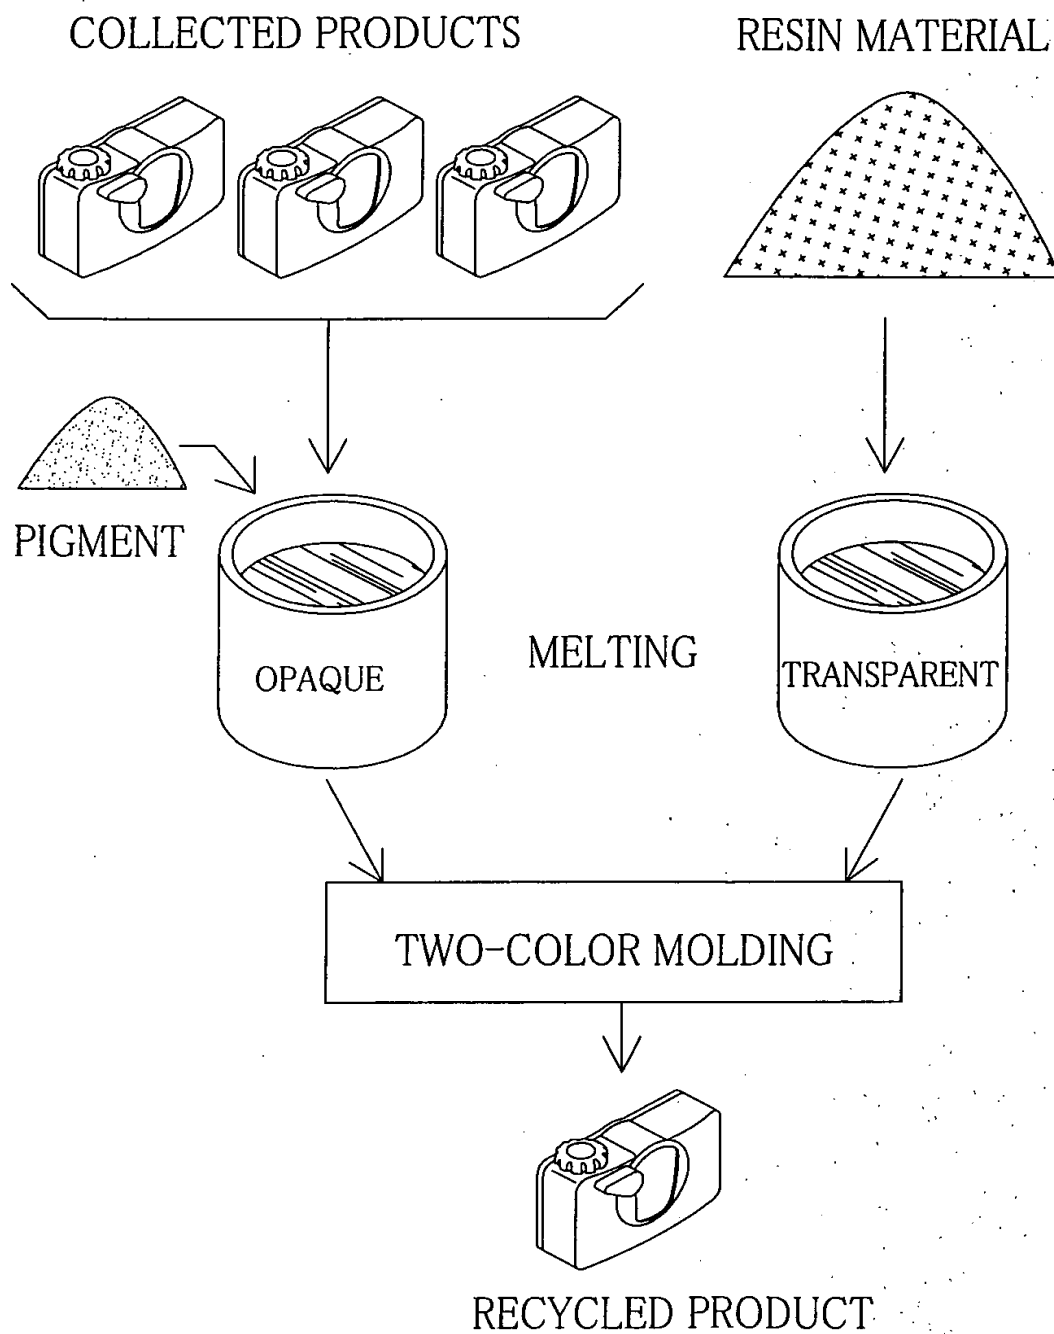 COLLECTED PRODUCTS
RESIN MATERIAL
PIGMENT
OPAQUE
MELTING
TRANSPARENT
TWO-COLOR MOLDING
RECYCLED PRODUCT